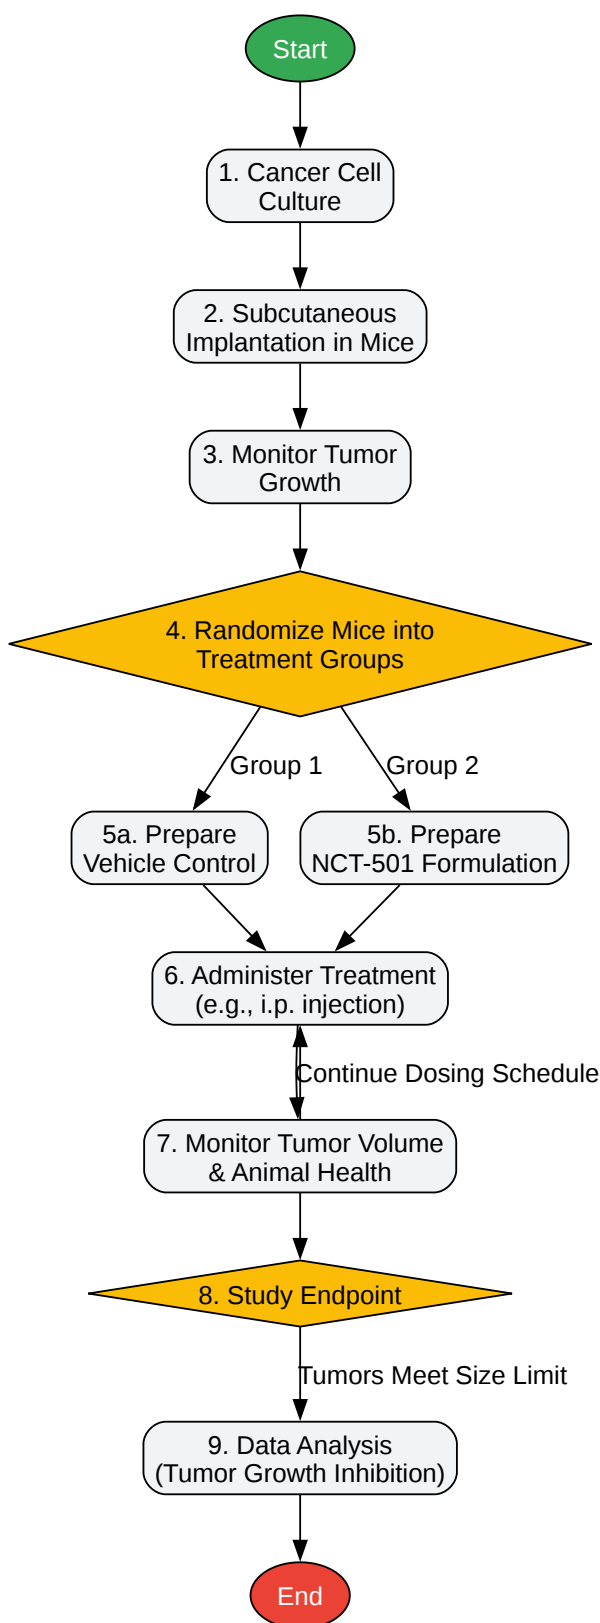 Start
1. Cancer Cell
Culture
2. Subcutaneous
Implantation in Mice
3. Monitor Tumor
Growth
4. Randomize Mice into
Treatment Groups
Group 1
Group 2
5a. Prepare
Vehicle Control
5b. Prepare
NCT-501 Formulation
6. Administer Treatment
(e.g., i.p. injection)
Continue Dosing Schedule
7. Monitor Tumor Volume
& Animal Health
8. Study Endpoint
Tumors Meet Size Limit
9. Data Analysis
(Tumor Growth Inhibition)
End